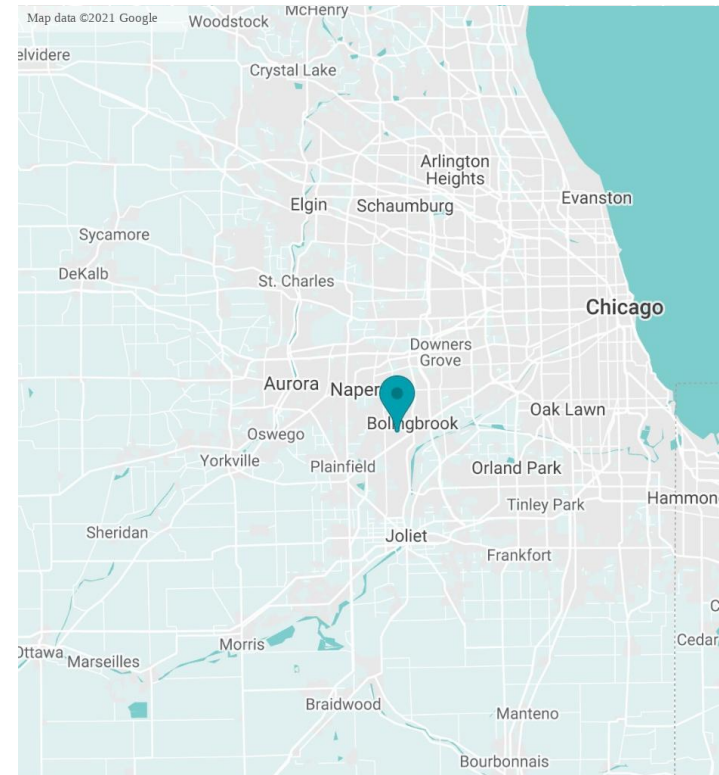 McHenry
Map data ©2021 Google
Woodstock
elvidere
Crystal Lake
Arlington
Heights
Evanston
Elgin
Schaumburg
Sycamore
DeKalb
St. Charles
Chicago
Downers
Grove
Aurora
Naper
Oak Lawn
Bolingbrook
Oswego
Yorkville
Plainfield
Orland Park
Hammon
Tinley Park
Sheridan
Joliet
Frankfort
C
Cedar
Morris
Ottawa
Marseilles
Braidwood
Manteno
Bourbonnais